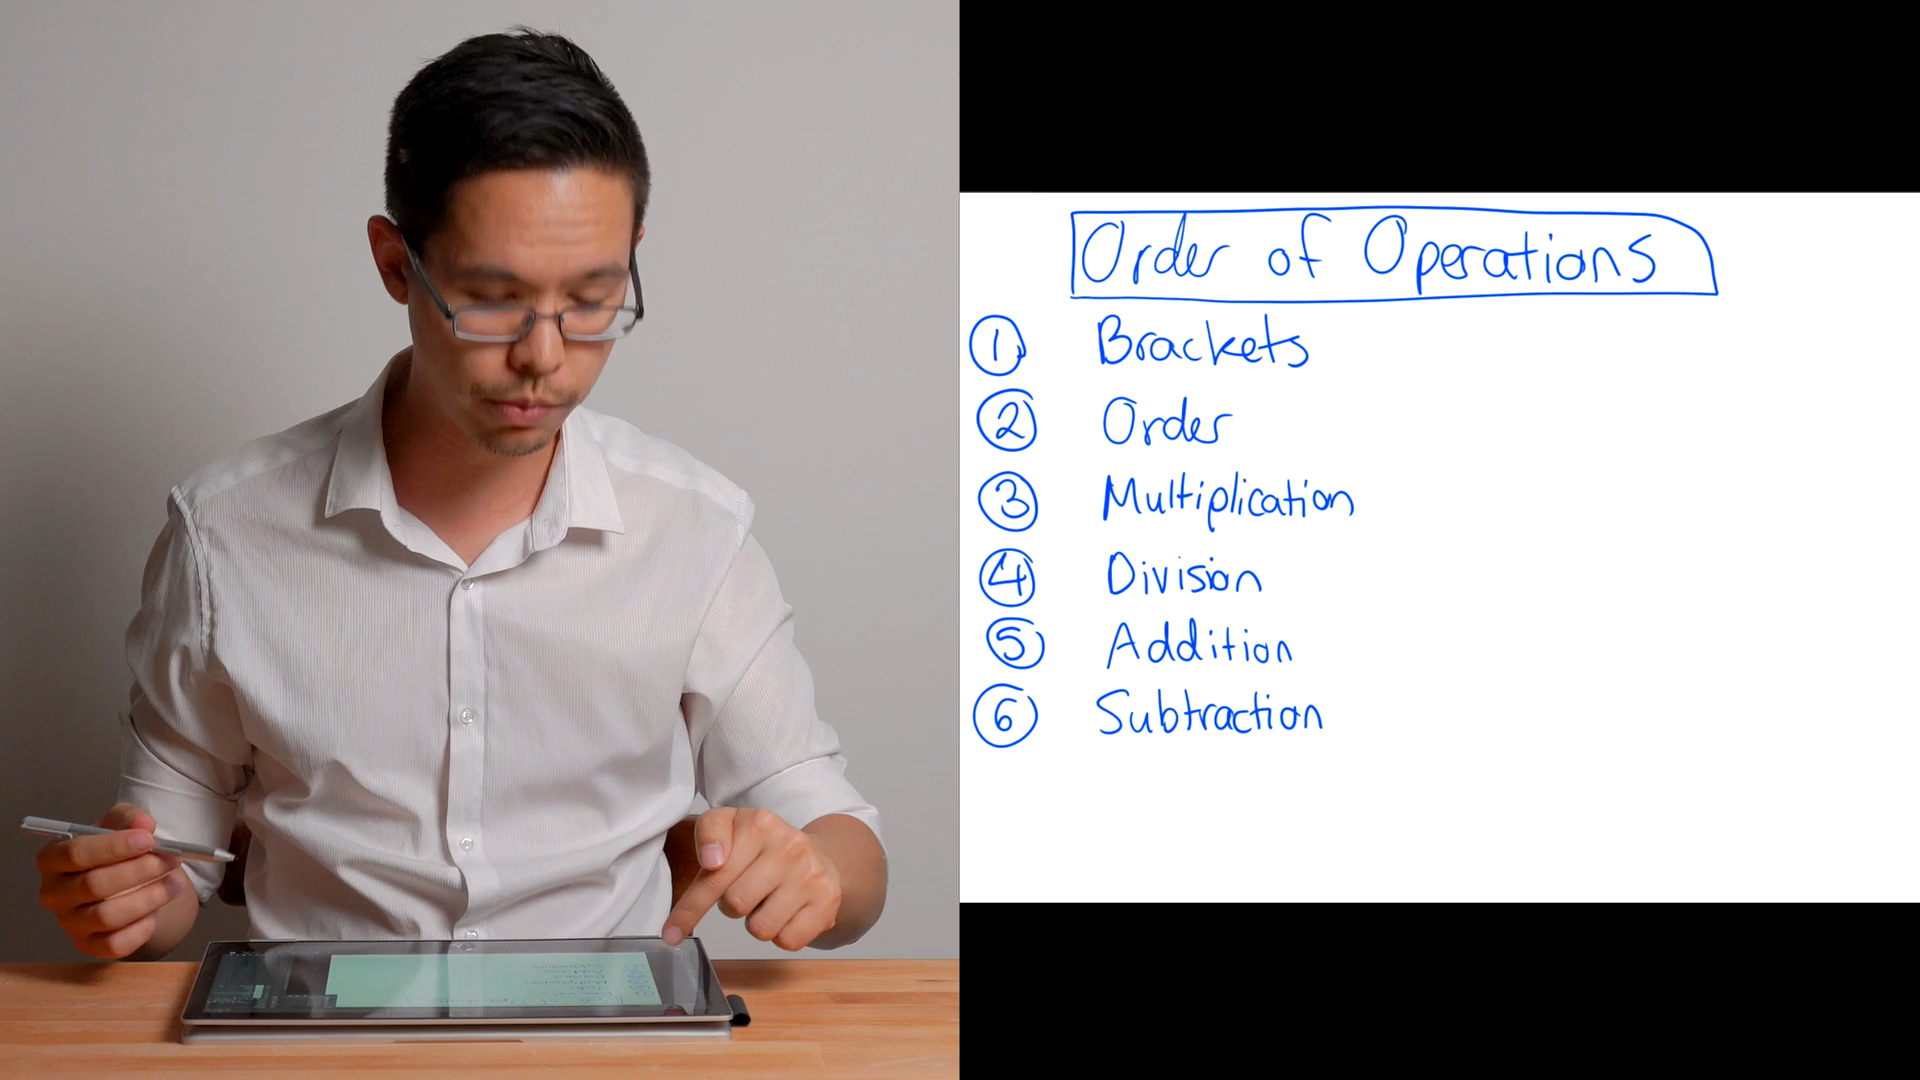 Order of Operations
1 Brackets
2 Order
3 Multiplication
4 Division
5 Addition
6 Subtraction